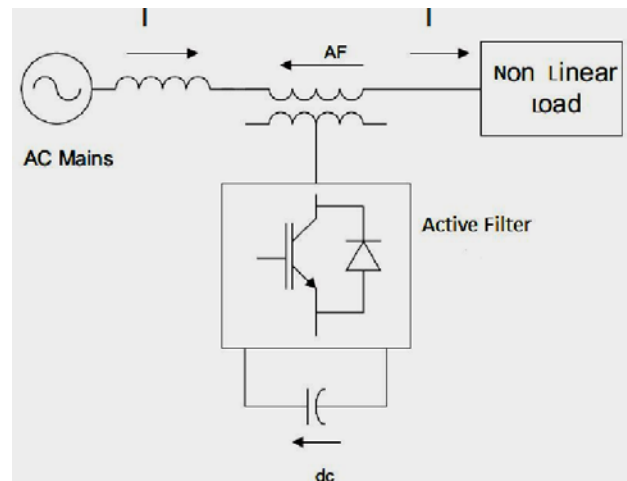 I
I
AF
Non Linear
Load
AC Mains
Active Filter
dc